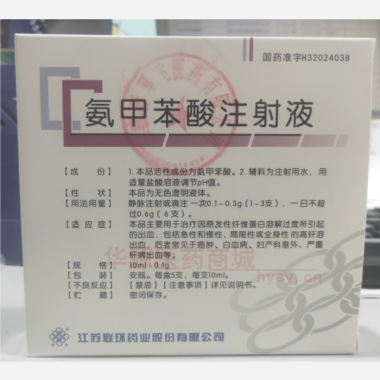 国药准字H32024038
氨甲苯酸注射液
【成 份】1.本品活性成份为氨甲苯酸。2.辅料为注射用水、用
适量盐酸溶液调节pH值。
【性 状】本品为无色澄明液体。
【用法用量】静脉注射或滴注 一次0.1-0.3g(1-3支),一日不超
过0.6g(6支)。
【适 应 症】本品主要用于治疗因原发性纤维蛋白溶解过度所引起
的出血,包括急性和慢性、局限性或全身性的高纤溶
出血,后者常见于癌肿、白血病、妇产科意外、严重
肝病出血等。
【规 格】10ml:0.1g
【包 装】安瓿。每盒5支,每支10ml。
【不良反应】【禁忌】【注意事项】详见说明书。
【贮 藏】密闭保存。
江苏联环药业股份有限公司
医药商城
hysy.cn